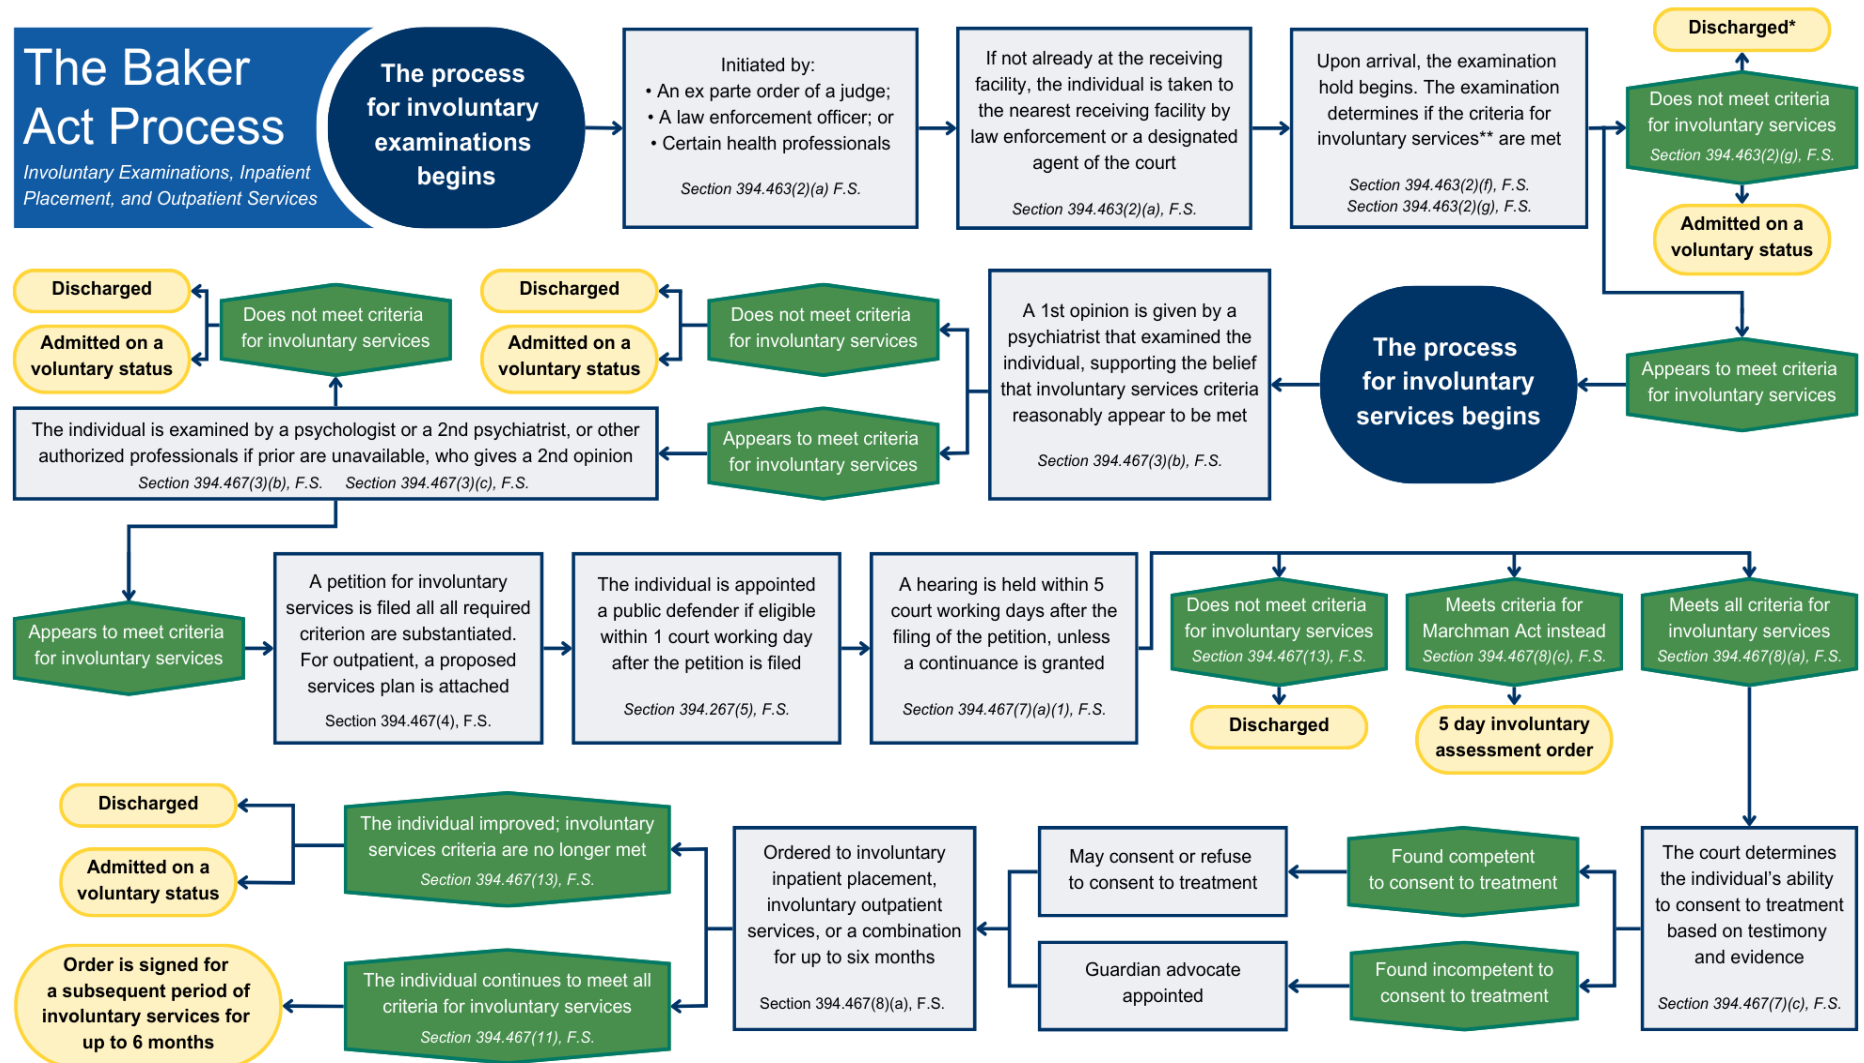 The Baker
Act Process
Involuntary Examinations, Inpatient
Placement, and Outpatient Services
The process
for involuntary
examinations
begins
Initiated by:
• An ex parte order of a judge;
• A law enforcement officer; or
• Certain health professionals
Section 394.463(2)(a) F.S.
If not already at the receiving
facility, the individual is taken to
the nearest receiving facility by
law enforcement or a designated
agent of the court
Section 394.463(2)(a), F.S.
Upon arrival, the examination
hold begins. The examination
determines if the criteria for
involuntary services** are met
Section 394.463(2)(f), F.S.
Section 394.463(2)(g), F.S.
Discharged*
Does not meet criteria
for involuntary services
Section 394.463(2)(g), F.S.
Admitted on a
voluntary status
Appears to meet criteria
for involuntary services
The process
for involuntary
services begins
A 1st opinion is given by a
psychiatrist that examined the
individual, supporting the belief
that involuntary services criteria
reasonably appear to be met
Section 394.467(3)(b), F.S.
Does not meet criteria
for involuntary services
Discharged
Admitted on a
voluntary status
Appears to meet criteria
for involuntary services
The individual is examined by a psychologist or a 2nd psychiatrist, or other
authorized professionals if prior are unavailable, who gives a 2nd opinion
Section 394.467(3)(b), F.S. Section 394.467(3)(c), F.S.
Does not meet criteria
for involuntary services
Discharged
Admitted on a
voluntary status
Appears to meet criteria
for involuntary services
A petition for involuntary
services is filed all all required
criterion are substantiated.
For outpatient, a proposed
services plan is attached
Section 394.467(4), F.S.
The individual is appointed
a public defender if eligible
within 1 court working day
after the petition is filed
Section 394.267(5), F.S.
A hearing is held within 5
court working days after the
filing of the petition, unless
a continuance is granted
Section 394.467(7)(a)(1), F.S.
Does not meet criteria
for involuntary services
Section 394.467(13), F.S.
Discharged
Meets criteria for
Marchman Act instead
Section 394.467(8)(c), F.S.
5 day involuntary
assessment order
Meets all criteria for
involuntary services
Section 394.467(8)(a), F.S.
The court determines
the individual's ability
to consent to treatment
based on testimony
and evidence
Section 394.467(7)(c), F.S.
Found competent
to consent to treatment
May consent or refuse
to consent to treatment
Found incompetent to
consent to treatment
Guardian advocate
appointed
Ordered to involuntary
inpatient placement,
involuntary outpatient
services, or a combination
for up to six months
Section 394.467(8)(a), F.S.
The individual improved; involuntary
services criteria are no longer met
Section 394.467(13), F.S.
Discharged
Admitted on a
voluntary status
The individual continues to meet all
criteria for involuntary services
Section 394.467(11), F.S.
Order is signed for
a subsequent period of
involuntary services for
up to 6 months